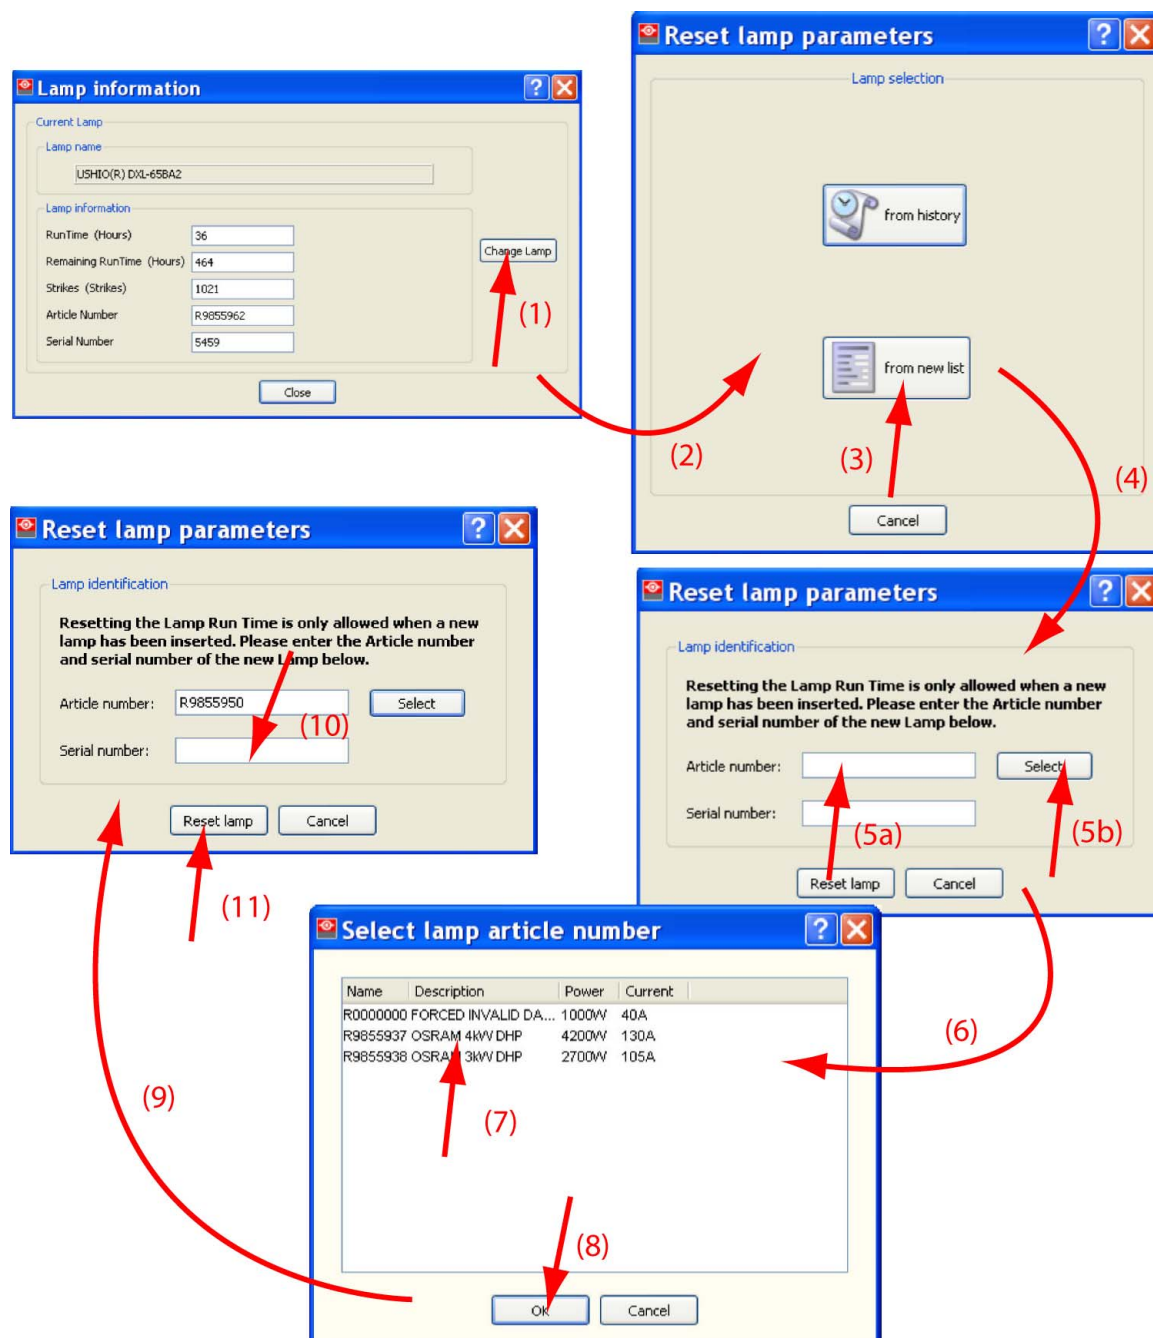 Lamp information
Current Lamp
Lamp name
USHIO(R) DXL-65BA2
Lamp information
RunTime (Hours)
36
Remaining RunTime (Hours)
464
Strikes (Strikes)
1021
Article Number
R9855962
Serial Number
5459
Change Lamp
(1)
Close
(2)
Reset lamp parameters
Lamp selection
from history
from new list
(3)
(4)
Cancel
Reset lamp parameters
Lamp identification
Resetting the Lamp Run Time is only allowed when a new
lamp has been inserted. Please enter the Article number
and serial number of the new Lamp below.
Article number:
Select
Serial number:
(5a)
(5b)
Reset lamp
Cancel
(6)
Select lamp article number
Name Description Power Current
R0000000 FORCED INVALID DA... 1000W 40A
R9855937 OSRAM 4kW DHP 4200W 130A
R9855938 OSRAM 3kW DHP 2700W 105A
(7)
(8)
OK
Cancel
(9)
Reset lamp parameters
Lamp identification
Resetting the Lamp Run Time is only allowed when a new
lamp has been inserted. Please enter the Article number
and serial number of the new Lamp below.
Article number:
R9855950
Select
(10)
Serial number:
Reset lamp
Cancel
(11)